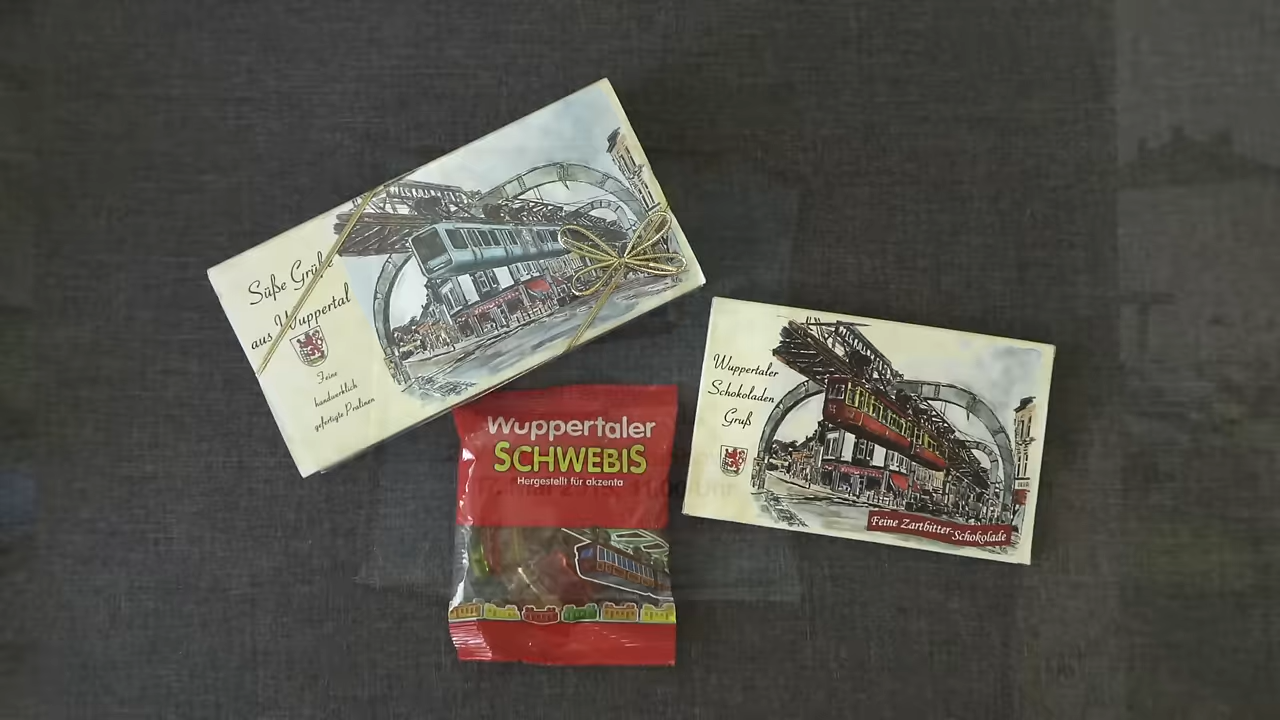 Süße Grüße
aus Wuppertal
Feine
handwerklich
gefertigte Pralinen
Wuppertaler
SCHWEBIS
Hergestellt für akzenta
Wuppertaler
Schokoladen
Gruß
Feine Zartbitter-Schokolade